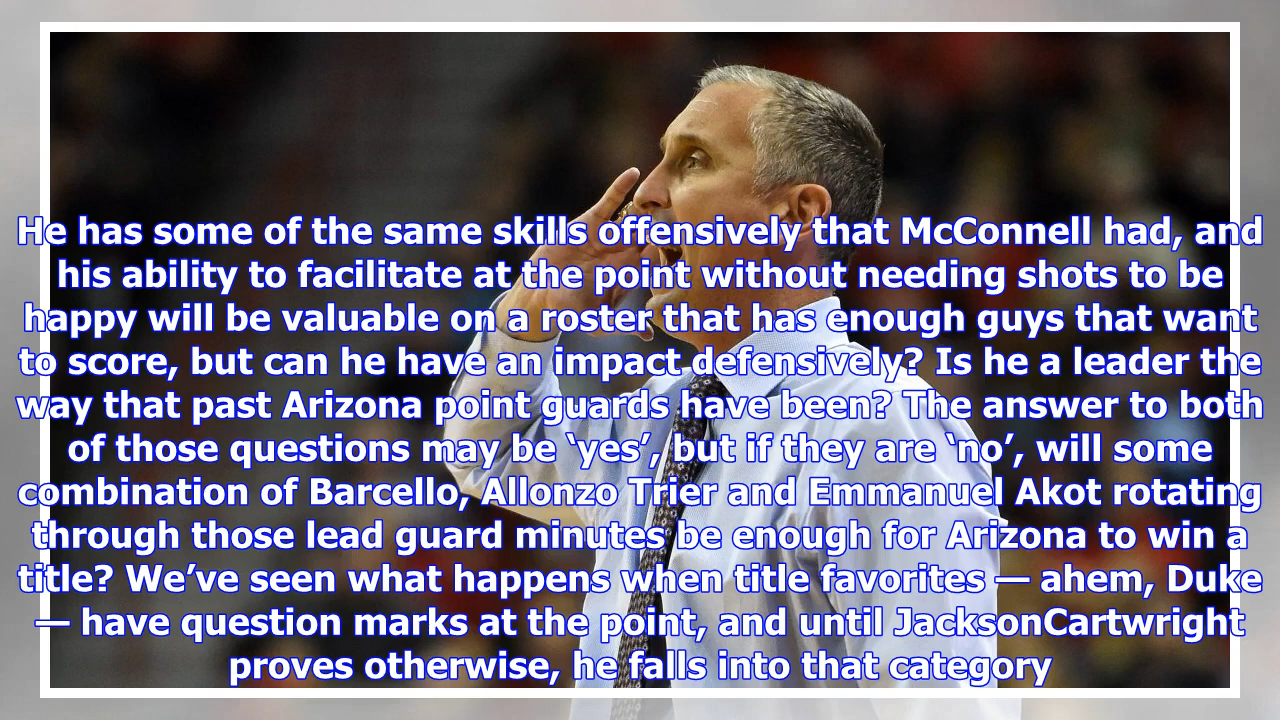 He has some of the same skills offensively that McConnell had, and
his ability to facilitate at the point without needing shots to be
happy will be valuable on a roster that has enough guys that want
to score, but can he have an impact defensively? Is he a leader the
way that past Arizona point guards have been? The answer to both
of those questions may be ‘yes’, but if they are ‘no’, will some
combination of Barcello, Allonzo Trier and Emmanuel Akot rotating
through those lead guard minutes be enough for Arizona to win a
title? We’ve seen what happens when title favorites — ahem, Duke
— have question marks at the point, and until JacksonCartwright
proves otherwise, he falls into that category